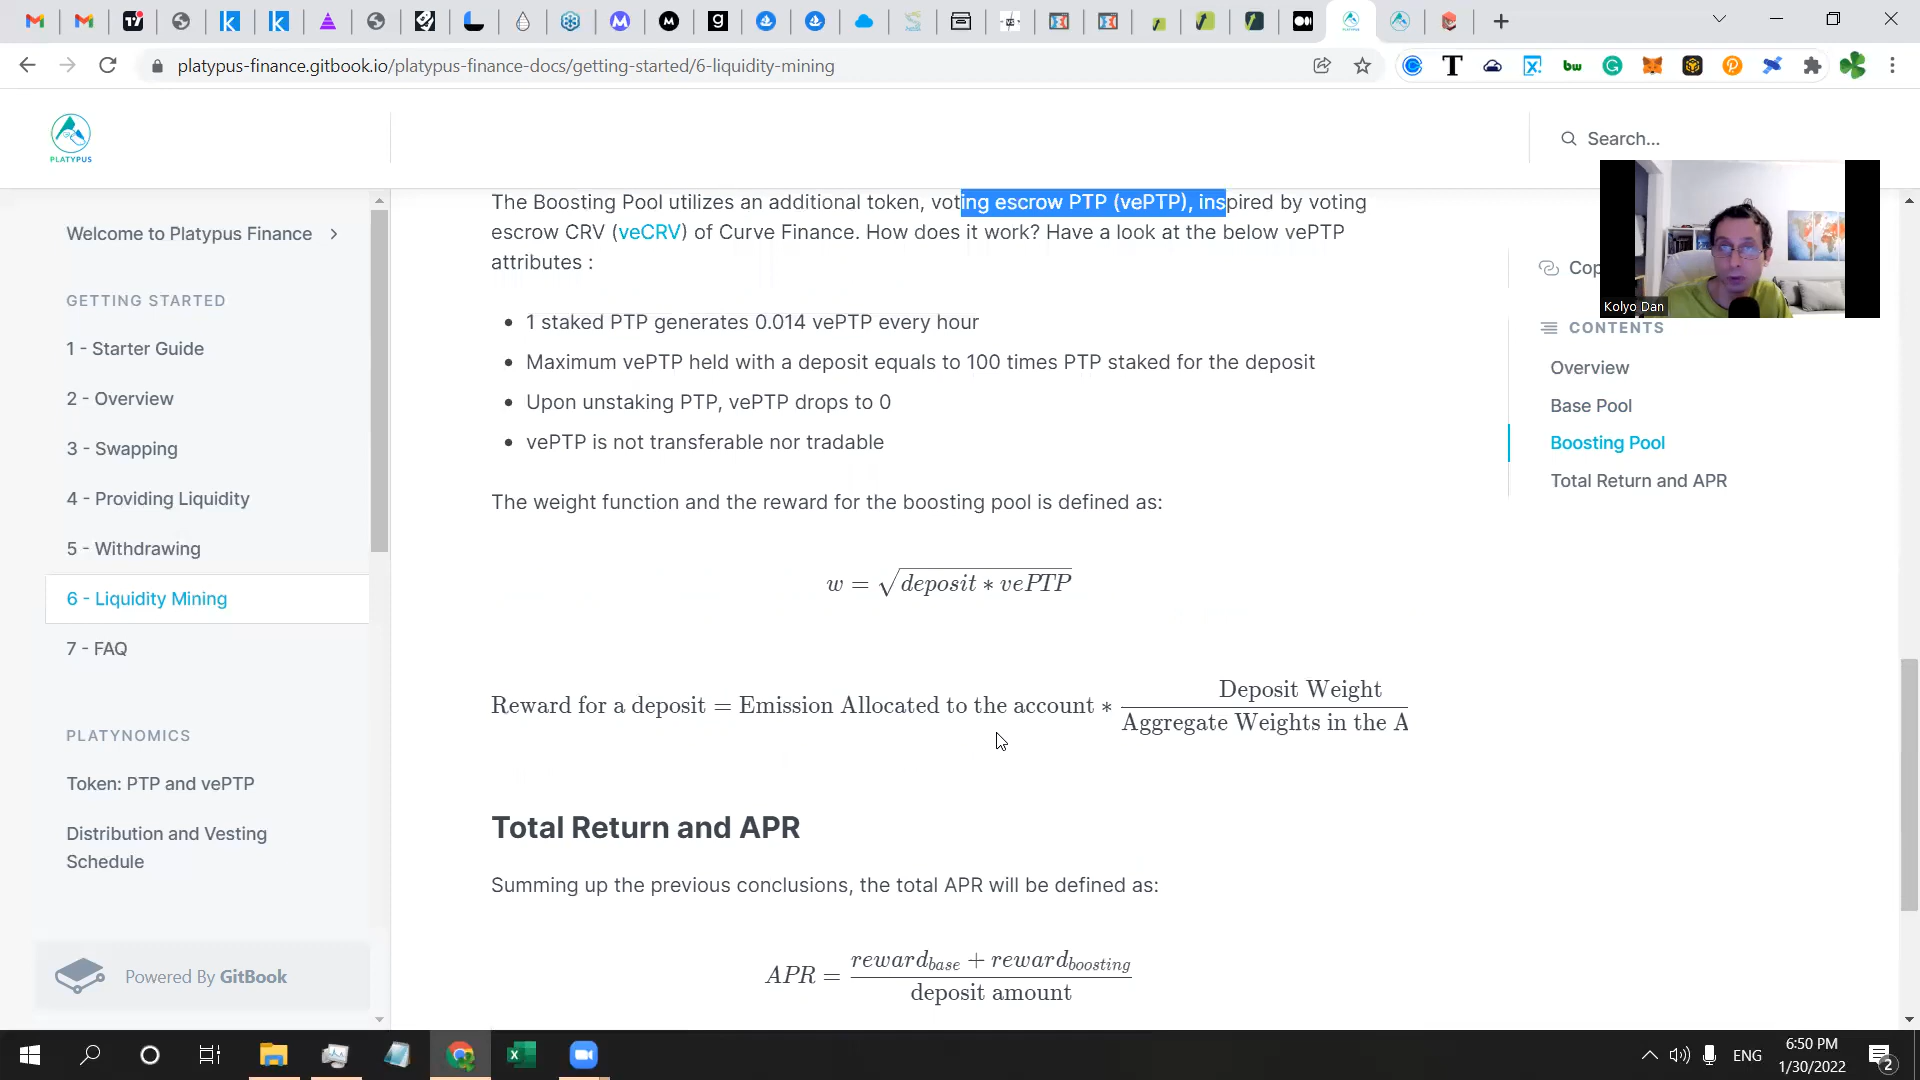 platypus-finance.gitbook.io/platypus-finance-docs/getting-started/6-liquidity-mining
PLATYPUS
Search...
Welcome to Platypus Finance
GETTING STARTED
1 - Starter Guide
2 - Overview
3 - Swapping
4 - Providing Liquidity
5 - Withdrawing
6 - Liquidity Mining
7 - FAQ
PLATYNOMICS
Token: PTP and vePTP
Distribution and Vesting
Schedule
Powered By GitBook
The Boosting Pool utilizes an additional token, voting escrow PTP (vePTP), inspired by voting
escrow CRV (veCRV) of Curve Finance. How does it work? Have a look at the below vePTP
attributes :
• 1 staked PTP generates 0.014 vePTP every hour
• Maximum vePTP held with a deposit equals to 100 times PTP staked for the deposit
• Upon unstaking PTP, vePTP drops to 0
• vePTP is not transferable nor tradable
The weight function and the reward for the boosting pool is defined as:
w = √deposit * vePTP
Reward for a deposit = Emission Allocated to the account * Deposit Weight
Aggregate Weights in the A
Total Return and APR
Summing up the previous conclusions, the total APR will be defined as:
APR = reward base + reward boosting
deposit amount
Kolyo Dan
Cop
CONTENTS
Overview
Base Pool
Boosting Pool
Total Return and APR
ENG
6:50 PM
1/30/2022
2